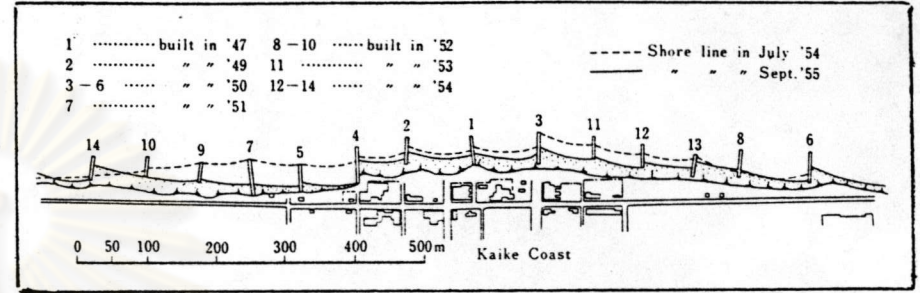 1 ············ built in '47
2 ············ 〃 〃 '49
3 – 6 ······ 〃 〃 '50
7 ············ 〃 〃 '51
8 – 10 ····· built in '52
11 ············ 〃 〃 '53
12 – 14 ····· 〃 〃 '54
------ Shore line in July '54
—— 〃 〃 〃 Sept. '55
14 10 9 7 5 4 2 1 3 11 12 13 8 6
0 50 100 200 300 400 500 m
Kaike Coast